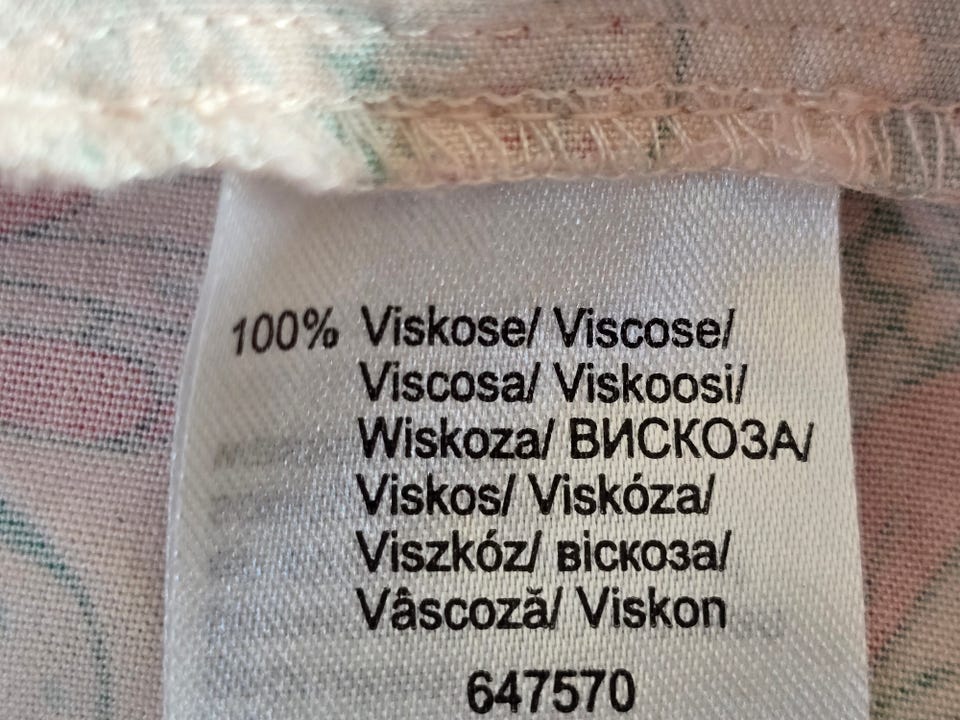 100% Viskose/ Viscose/
Viscosa/ Viskoosi/
Wiskoza/ ВИСКОЗА/
Viskos/ Viskóza/
Viszkóz/ віскоза/
Vâscoză/ Viskon
647570